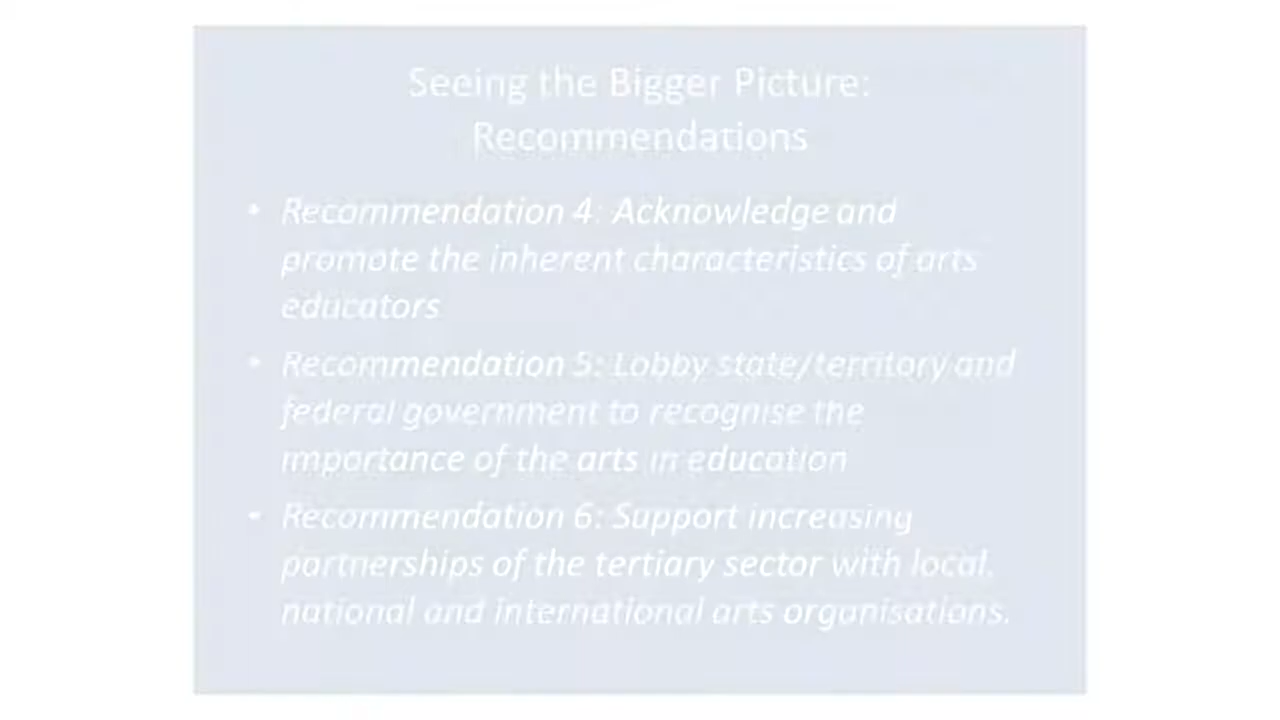 Seeing the Bigger Picture:
Recommendations
• Recommendation 4: Acknowledge and
promote the inherent characteristics of arts
educators
• Recommendation 5: Lobby state/territory and
federal government to recognise the
importance of the arts in education
• Recommendation 6: Support increasing
partnerships of the tertiary sector with local,
national and international arts organisations.